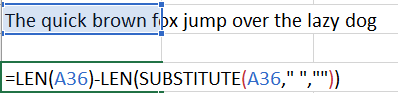 The quick brown fox jump over the lazy dog
=LEN(A36)-LEN(SUBSTITUTE(A36," ",""))